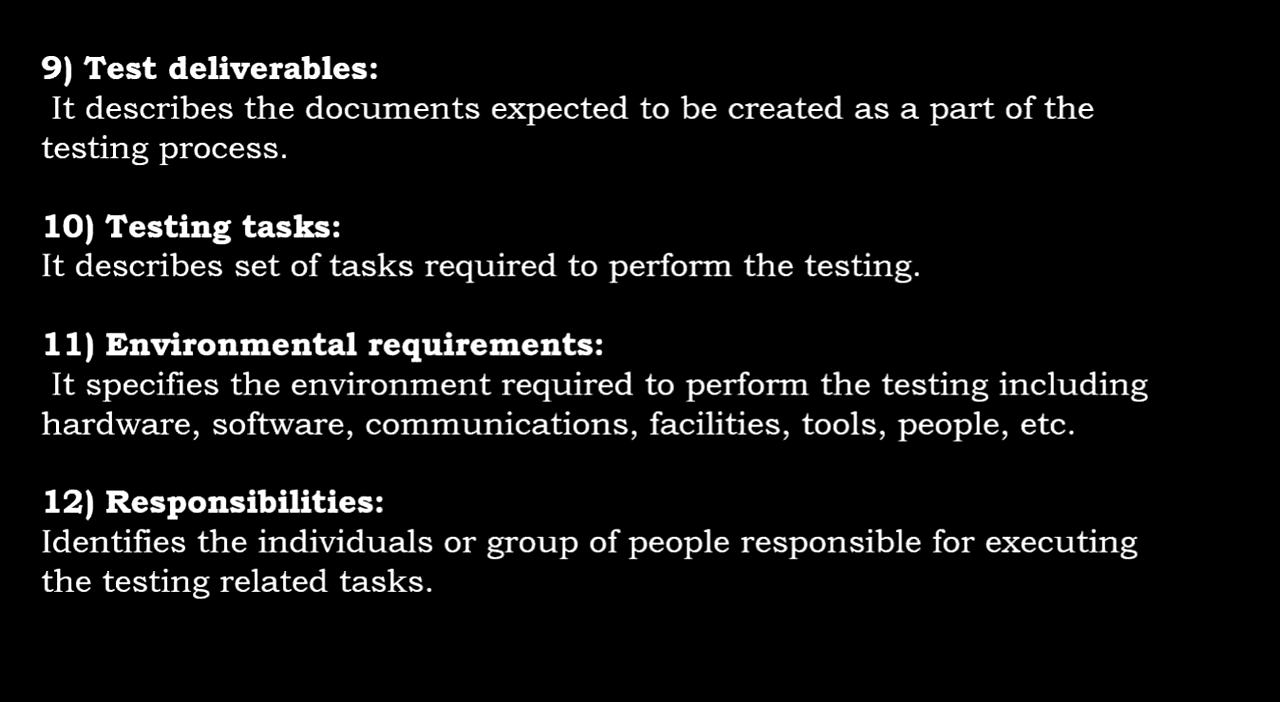 9) Test deliverables:
It describes the documents expected to be created as a part of the
testing process.
10) Testing tasks:
It describes set of tasks required to perform the testing.
11) Environmental requirements:
It specifies the environment required to perform the testing including
hardware, software, communications, facilities, tools, people, etc.
12) Responsibilities:
Identifies the individuals or group of people responsible for executing
the testing related tasks.